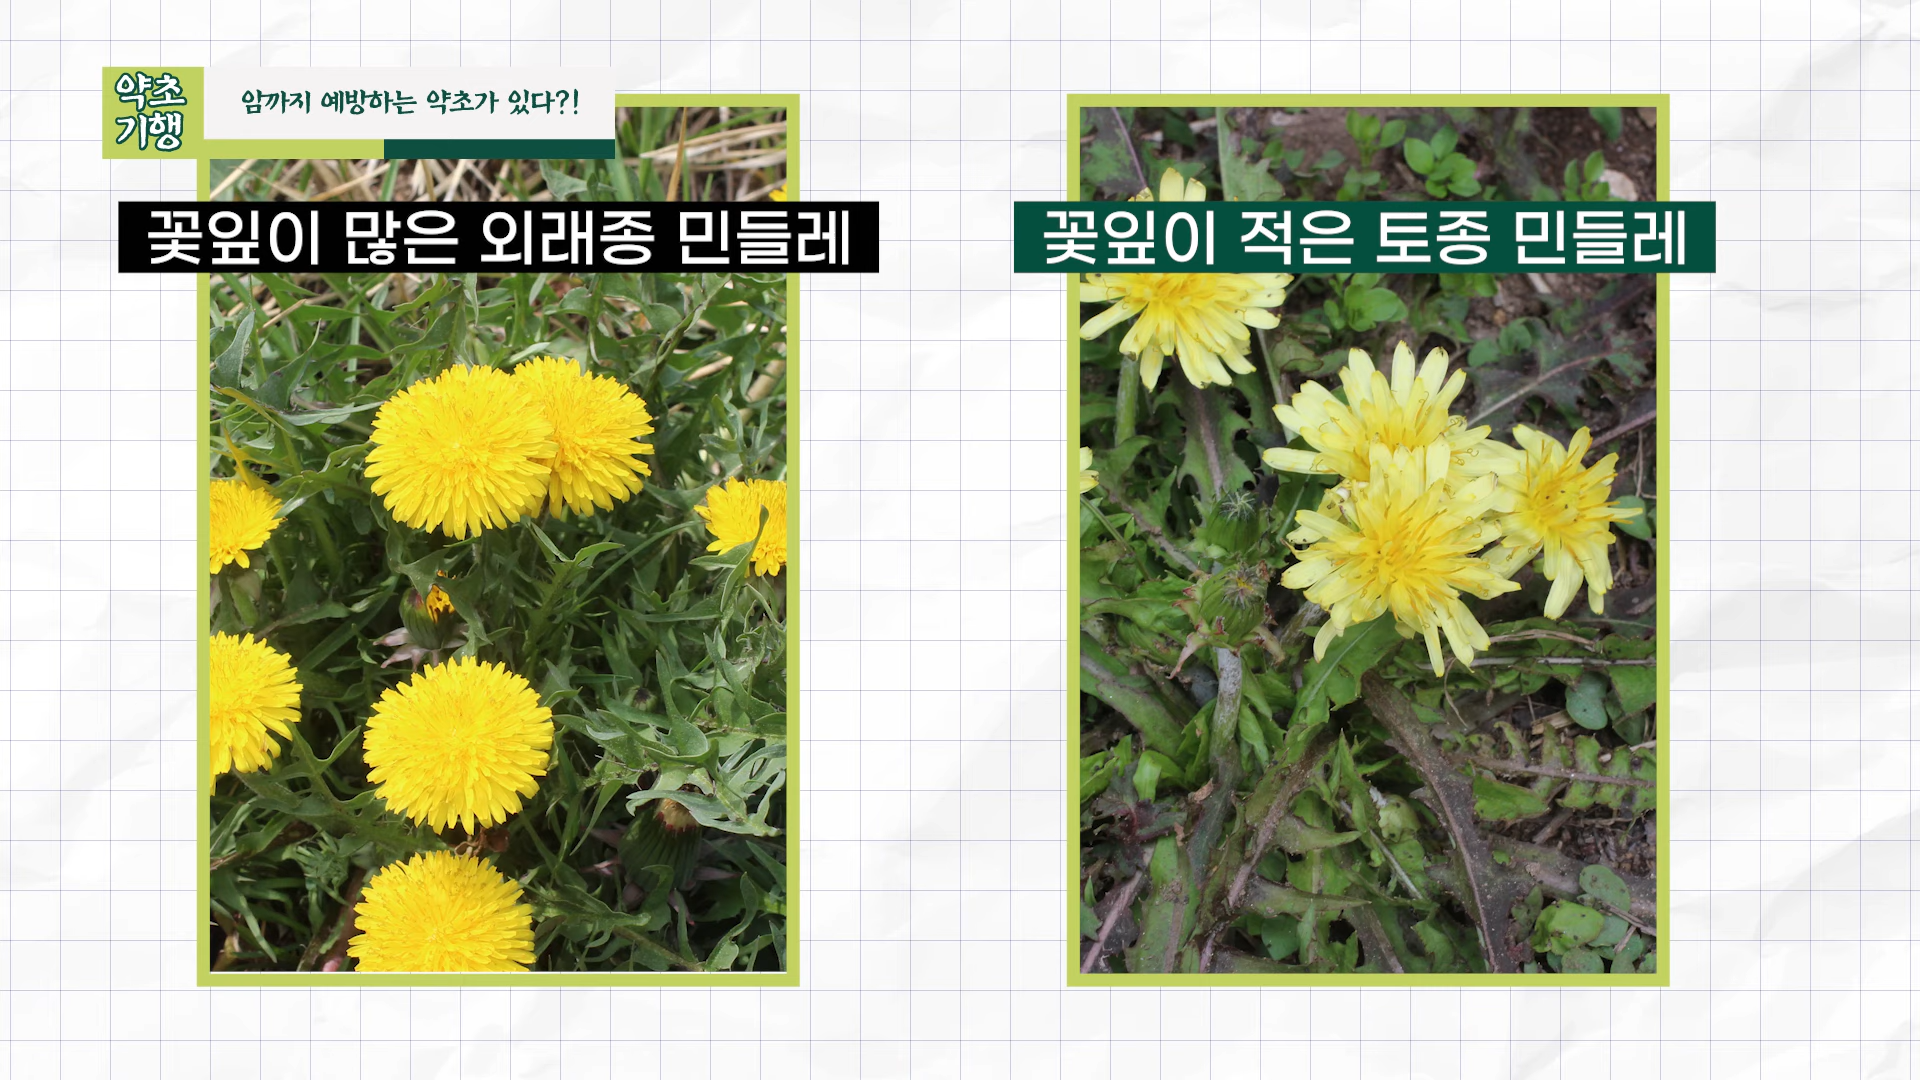 약초
기행
암까지 예방하는 약초가 있다?!
꽃잎이 많은 외래종 민들레
꽃잎이 적은 토종 민들레